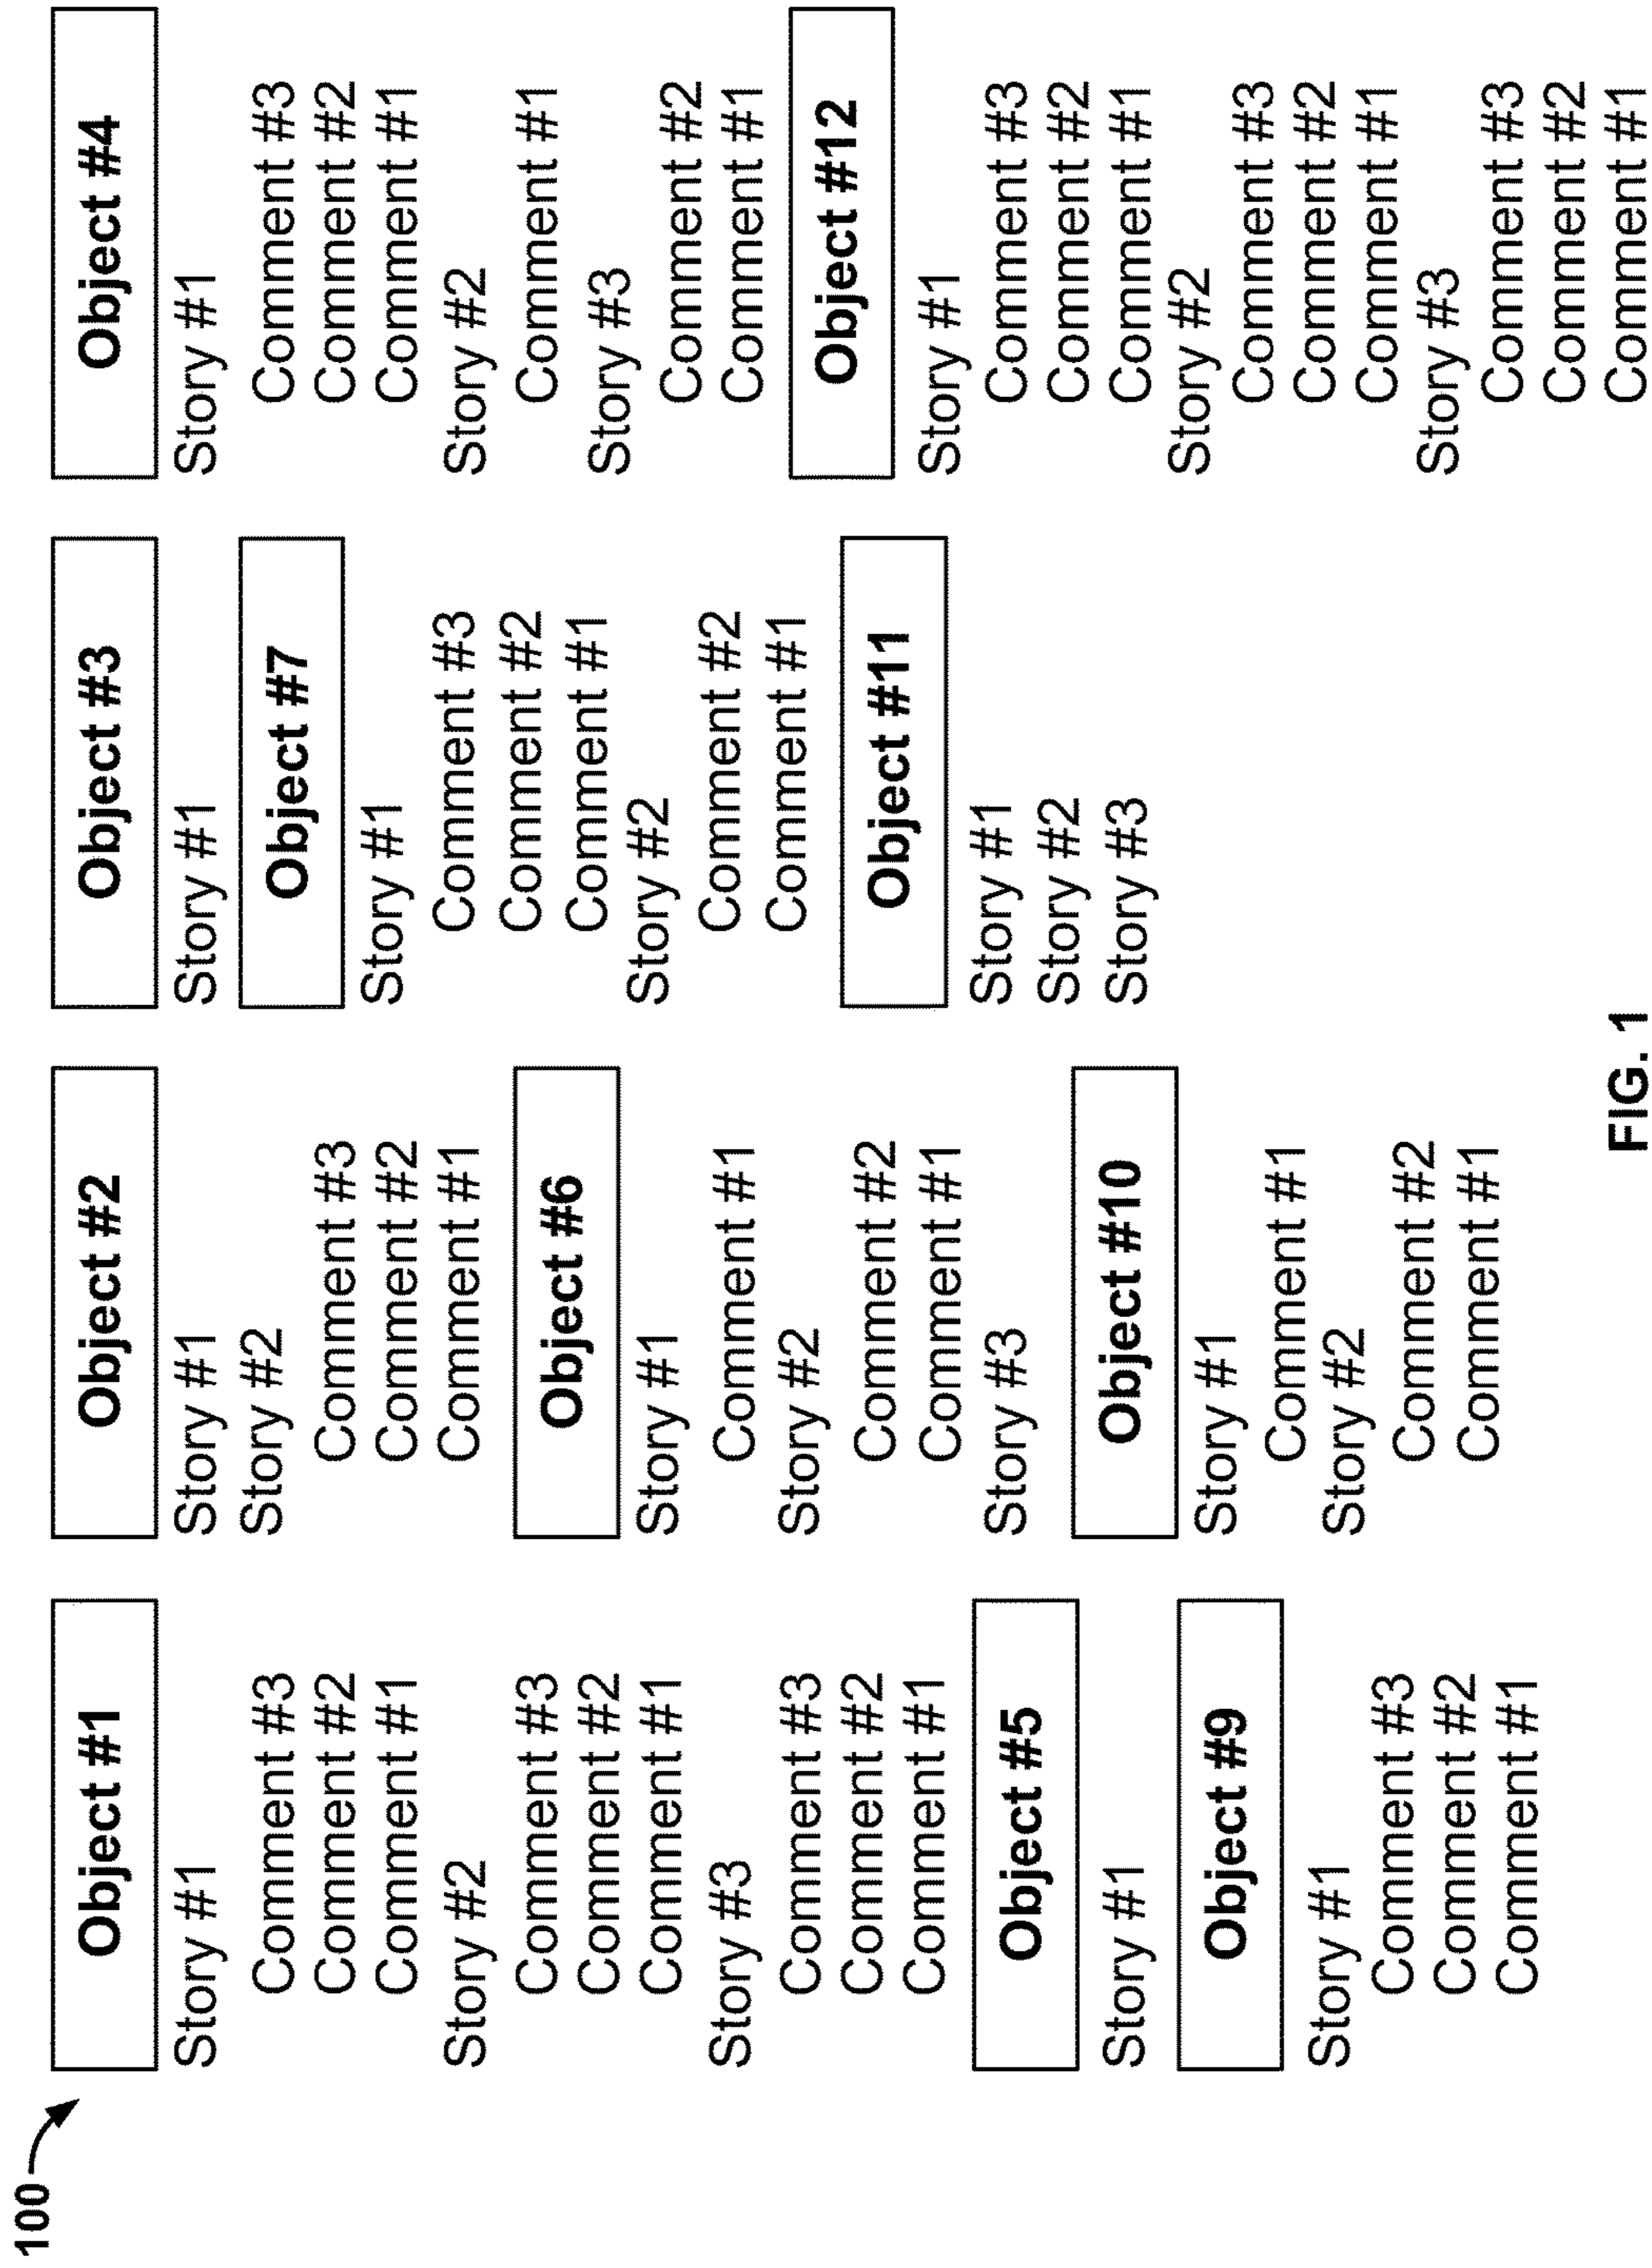 100
Object #1
Story #1
Comment #3
Comment #2
Comment #1
Story #2
Comment #3
Comment #2
Comment #1
Story #3
Comment #3
Comment #2
Comment #1
Object #5
Story #1
Object #9
Story #1
Comment #3
Comment #2
Comment #1
Object #2
Story #1
Story #2
Comment #3
Comment #2
Comment #1
Object #6
Story #1
Comment #1
Story #2
Comment #2
Comment #1
Story #3
Object #10
Story #1
Comment #1
Story #2
Comment #2
Comment #1
Object #3
Story #1
Object #7
Story #1
Comment #3
Comment #2
Comment #1
Story #2
Comment #2
Comment #1
Object #11
Story #1
Story #2
Story #3
Object #4
Story #1
Comment #3
Comment #2
Comment #1
Story #2
Comment #1
Story #3
Comment #2
Comment #1
Object #12
Story #1
Comment #3
Comment #2
Comment #1
Story #2
Comment #3
Comment #2
Comment #1
Story #3
Comment #3
Comment #2
Comment #1
FIG. 1